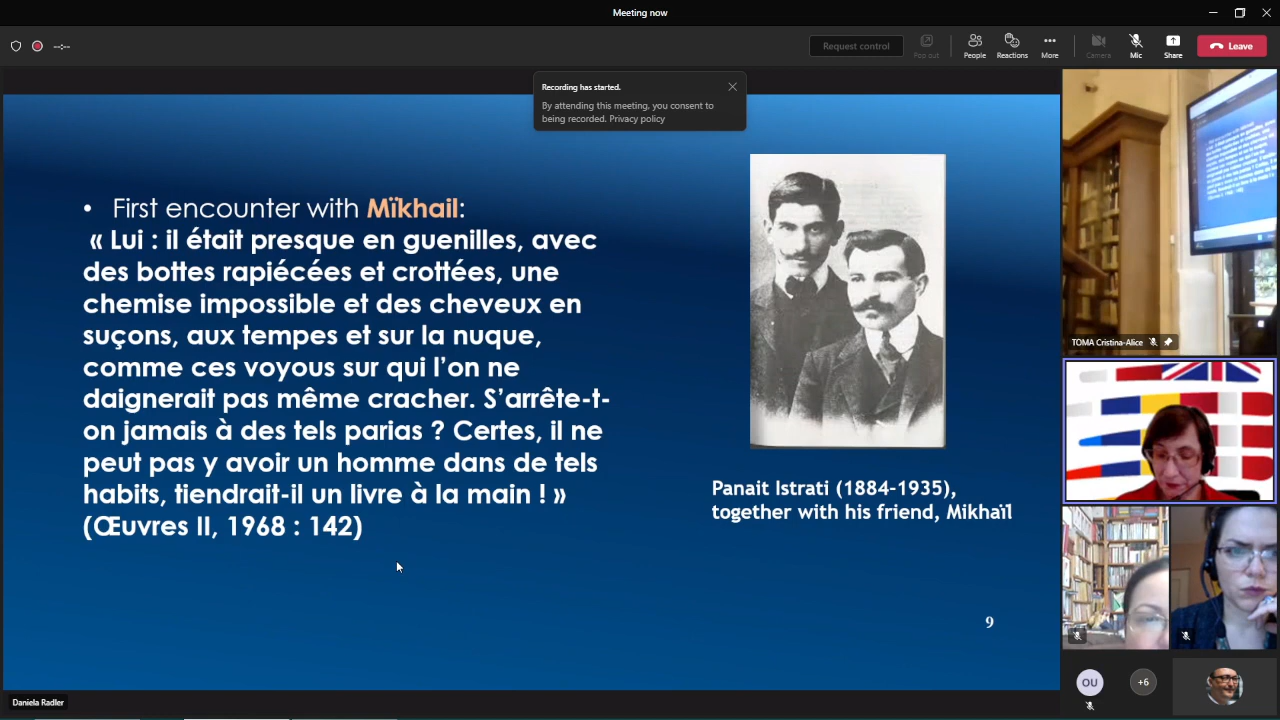 Meeting now
Request control
Pop out
People
Reactions
More
Camera
Mic
Share
Leave
Recording has started.
By attending this meeting, you consent to
being recorded. Privacy policy
• First encounter with Mïkhail:
« Lui : il était presque en guenilles, avec
des bottes rapiécées et crottées, une
chemise impossible et des cheveux en
suçons, aux tempes et sur la nuque,
comme ces voyous sur qui l’on ne
daignerait pas même cracher. S’arrête-t-
on jamais à des tels parias ? Certes, il ne
peut pas y avoir un homme dans de tels
habits, tiendrait-il un livre à la main ! »
(Œuvres II, 1968 : 142)
Panait Istrati (1884-1935),
together with his friend, Mikhaïl
9
TOMA Cristina-Alice
OU
+6
Daniela Radler